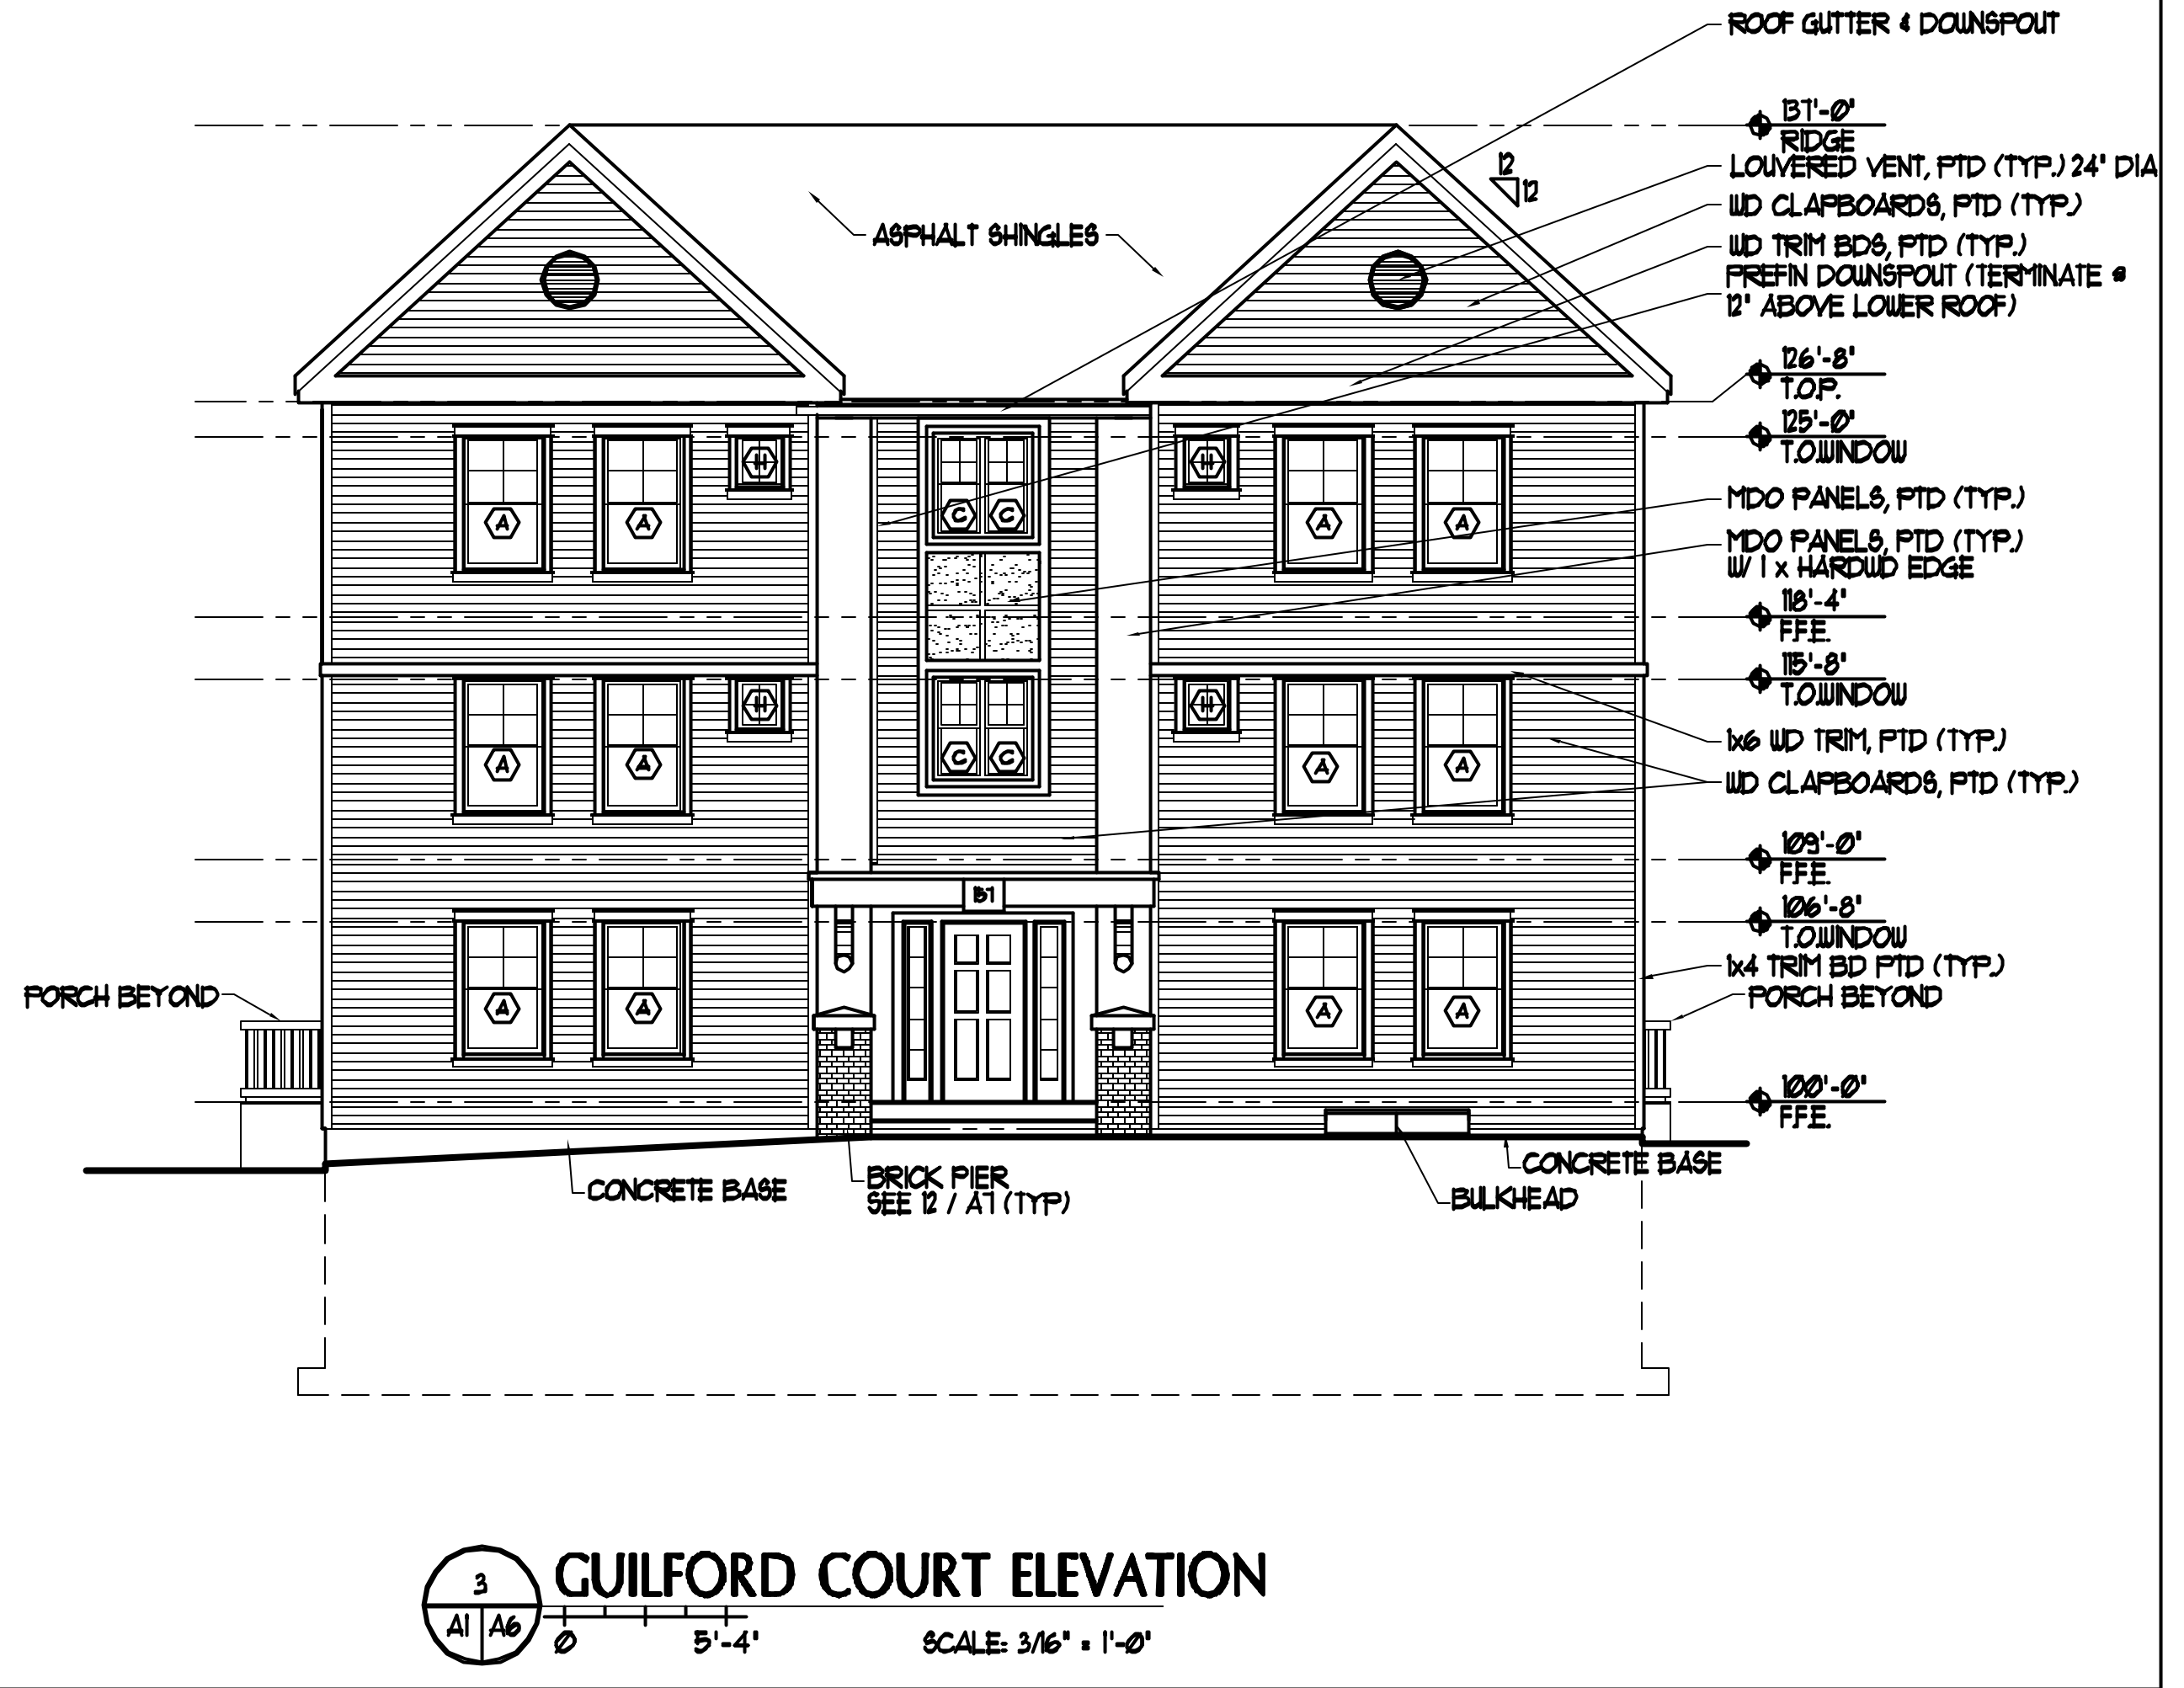 ROOF GUTTER & DOWNSPOUT
137'-0"
RIDGE
12
12
LOUVERED VENT, PTD (TYP.) 24" DIA
WD CLAPBOARDS, PTD (TYP.)
ASPHALT SHINGLES
WD TRIM BDS, PTD (TYP.)
PREFIN DOWNSPOUT (TERMINATE @
12" ABOVE LOWER ROOF)
126'-8"
T.O.P.
125'-0"
T.O.WINDOW
H
H
A
A
C
C
A
A
MDO PANELS, PTD (TYP.)
MDO PANELS, PTD (TYP.)
W/ 1 x HARDWD EDGE
118'-4"
F.F.E.
115'-8"
T.O.WINDOW
H
H
A
A
C
C
A
A
1x6 WD TRIM, PTD (TYP.)
WD CLAPBOARDS, PTD (TYP.)
109'-0"
F.F.E.
B7
106'-8"
T.O.WINDOW
1x4 TRIM BD PTD (TYP.)
PORCH BEYOND
PORCH BEYOND
A
A
A
A
100'-0"
F.F.E.
CONCRETE BASE
BRICK PIER
SEE 12 / A7 (TYP)
CONCRETE BASE
BULKHEAD
3
A1
A6
GUILFORD COURT ELEVATION
0
5'-4"
SCALE: 3/16" = 1'-0"